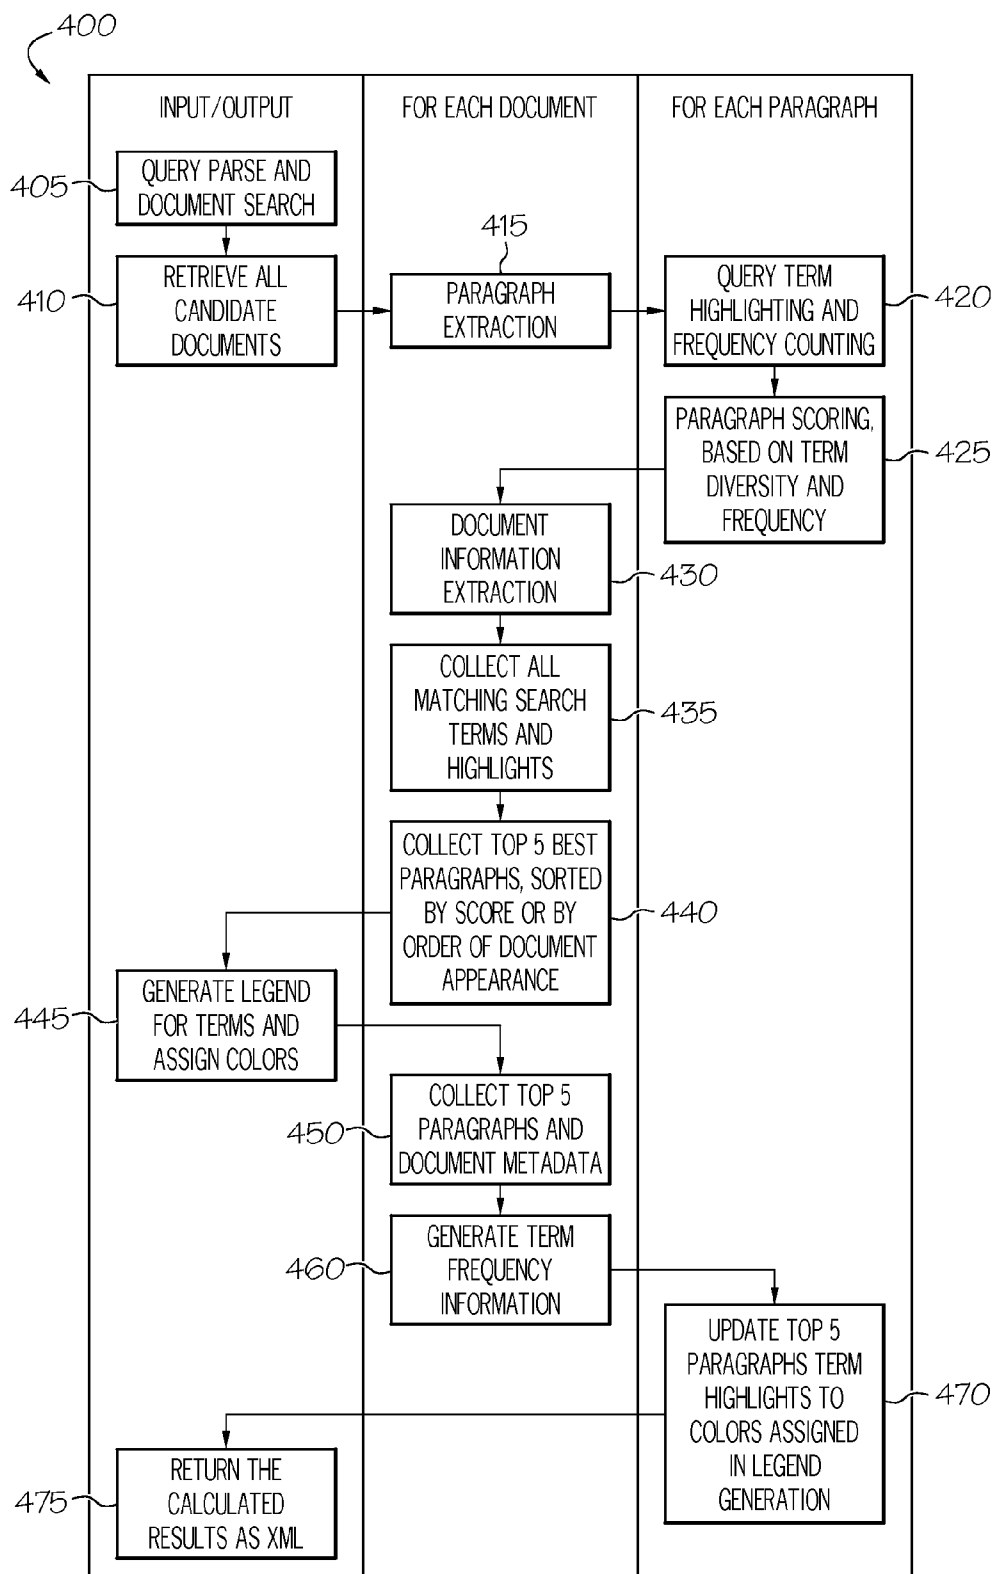 400
INPUT/OUTPUT
FOR EACH DOCUMENT
FOR EACH PARAGRAPH
405
QUERY PARSE AND
DOCUMENT SEARCH
410
RETRIEVE ALL
CANDIDATE
DOCUMENTS
415
PARAGRAPH
EXTRACTION
QUERY TERM
HIGHLIGHTING AND
FREQUENCY COUNTING
420
PARAGRAPH SCORING,
BASED ON TERM
DIVERSITY AND
FREQUENCY
425
DOCUMENT
INFORMATION
EXTRACTION
430
COLLECT ALL
MATCHING SEARCH
TERMS AND
HIGHLIGHTS
435
COLLECT TOP 5 BEST
PARAGRAPHS, SORTED
BY SCORE OR BY
ORDER OF DOCUMENT
APPEARANCE
440
445
GENERATE LEGEND
FOR TERMS AND
ASSIGN COLORS
450
COLLECT TOP 5
PARAGRAPHS AND
DOCUMENT METADATA
460
GENERATE TERM
FREQUENCY
INFORMATION
UPDATE TOP 5
PARAGRAPHS TERM
HIGHLIGHTS TO
COLORS ASSIGNED
IN LEGEND
GENERATION
470
475
RETURN THE
CALCULATED
RESULTS AS XML